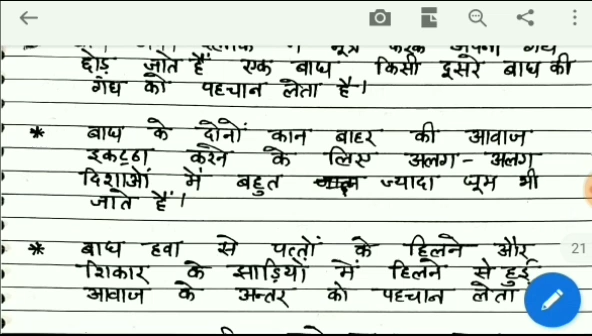 छोड़ जाते हैं एक बाघ किसी दूसरे बाघ की
गंध को पहचान लेता है।
* बाघ के दोनों कान बाहर की आवाज
इकट्ठा करने के लिए अलग-अलग
दिशाओं में बहुत ज्यादा घूम भी
जाते हैं।
* बाघ हवा से पत्तों के हिलने और
21
शिकार के झाड़ियों में हिलने से हुई
आवाज के अन्तर को पहचान लेता